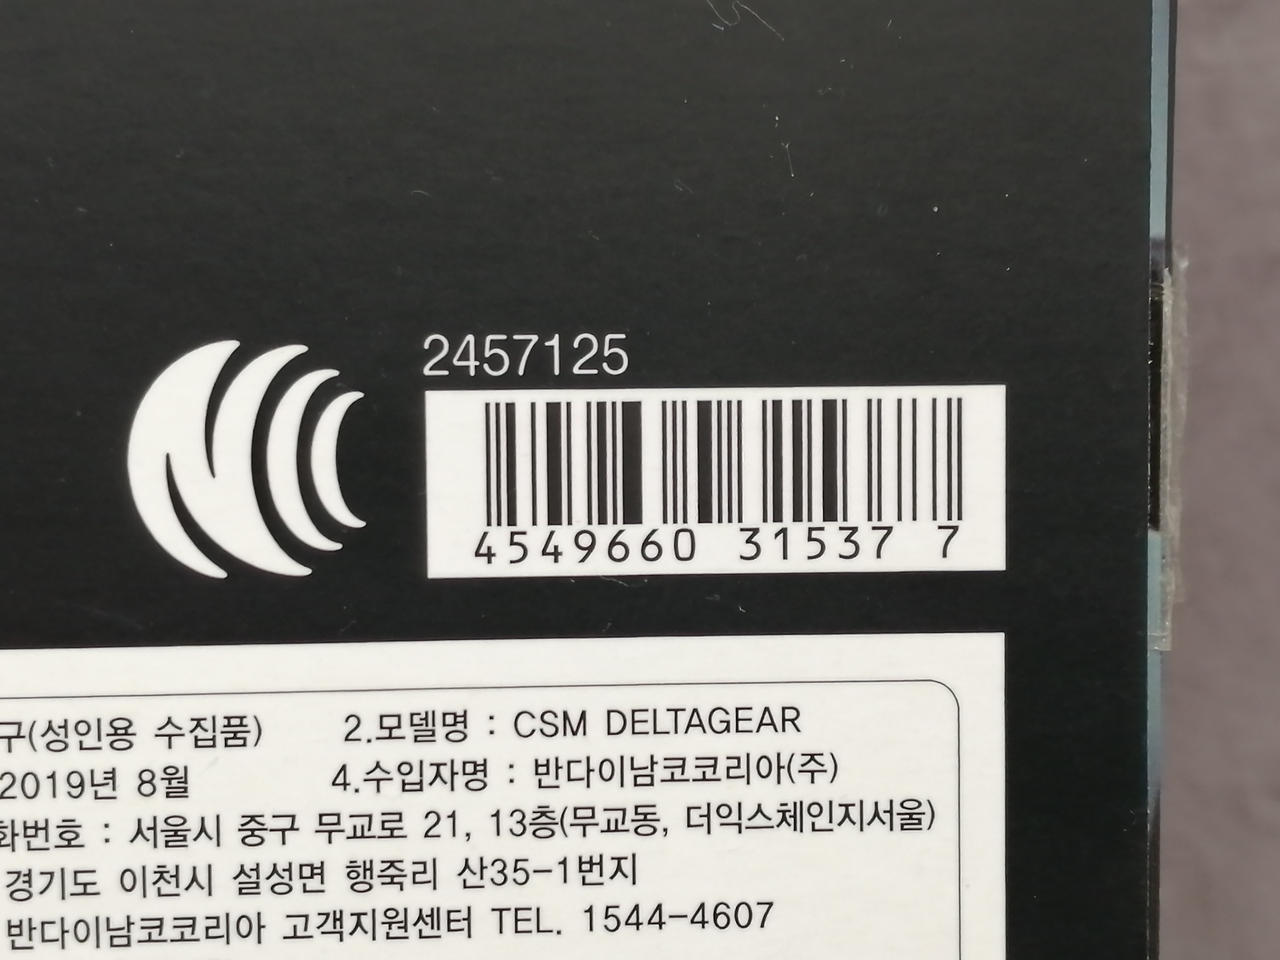 2457125
4549660 31537 7
구(성인용 수집품) 2.모델명 : CSM DELTAGEAR
2019년 8월 4.수입자명 : 반다이남코코리아(주)
화번호 : 서울시 중구 무교로 21, 13층(무교동, 더익스체인지서울)
경기도 이천시 설성면 행죽리 산35-1번지
반다이남코코리아 고객지원센터 TEL. 1544-4607